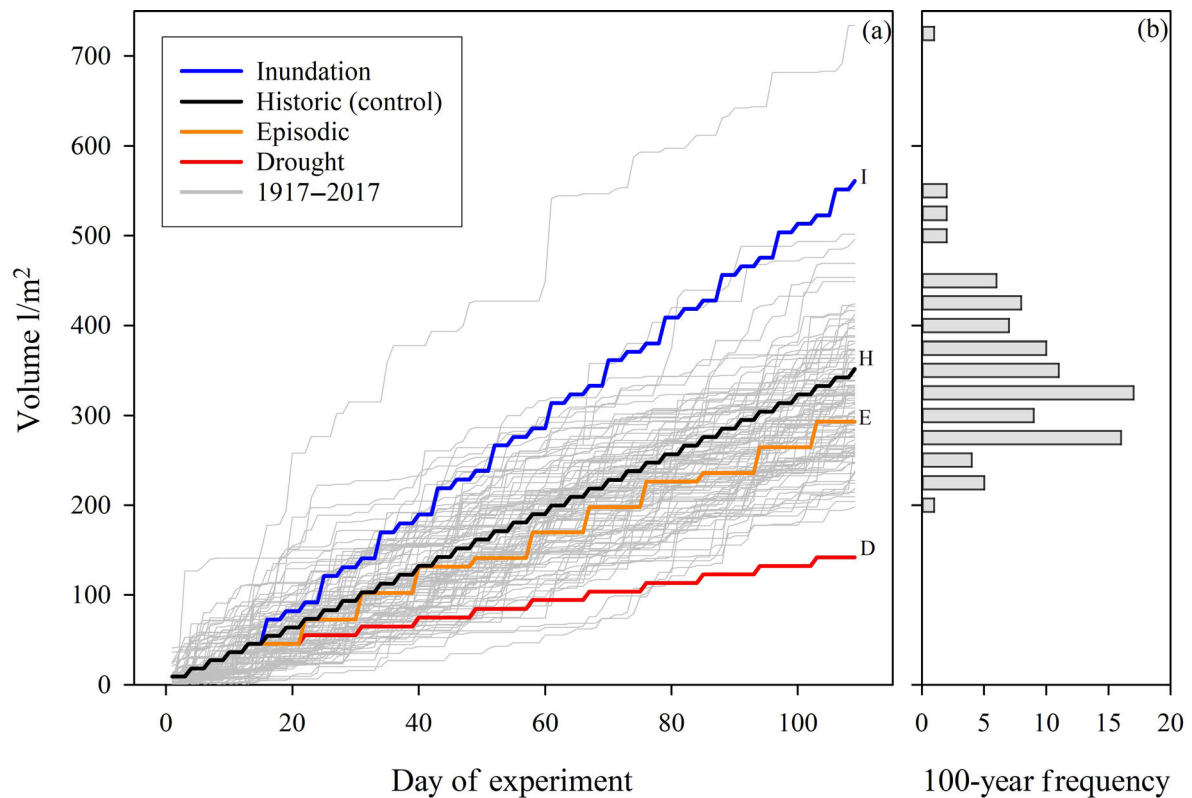 (a)
(b)
Inundation
Historic (control)
Episodic
Drought
1917–2017
700
600
500
400
300
200
100
0
Volume l/m²
I
H
E
D
0 20 40 60 80 100
0 5 10 15 20
Day of experiment
100-year frequency